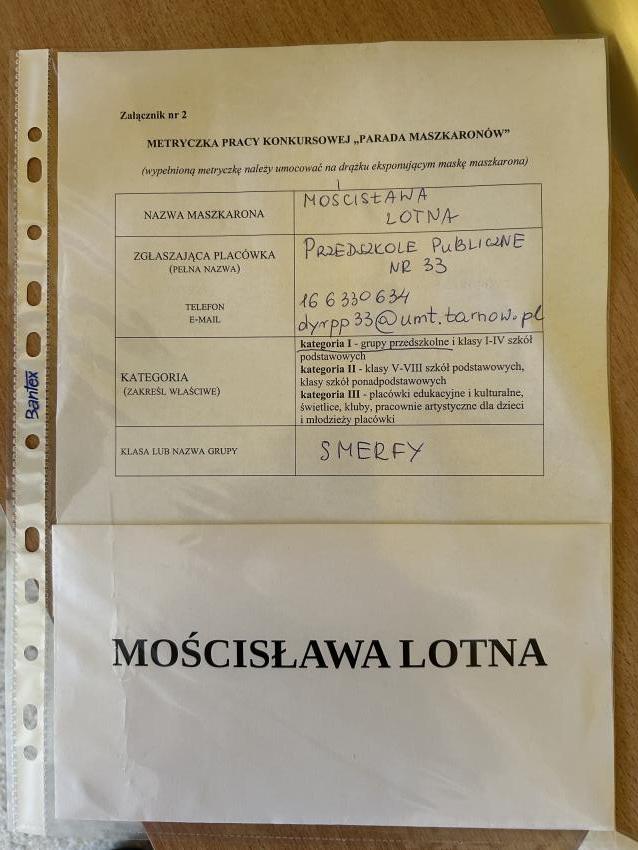 Załącznik nr 2
METRYCZKA PRACY KONKURSOWEJ „PARADA MASZKARONÓW”
(wypełnioną metryczkę należy umocować na drążku eksponującym maskę maszkarona)
NAZWA MASZKARONA
MOŚCISŁAWA
LOTNA
ZGŁASZAJĄCA PLACÓWKA
(PEŁNA NAZWA)
PRZEDSZKOLE PUBLICZNE
NR 33
TELEFON
E-MAIL
16 6 330 634
dyrpp33@umt.tarnow.pl
KATEGORIA
(ZAKREŚL WŁAŚCIWE)
kategoria I - grupy przedszkolne i klasy I-IV szkół
podstawowych
kategoria II - klasy V-VIII szkół podstawowych,
klasy szkół ponadpodstawowych
kategoria III - placówki edukacyjne i kulturalne,
świetlice, kluby, pracownie artystyczne dla dzieci
i młodzieży placówki
KLASA LUB NAZWA GRUPY
SMERFY
Bantex
MOŚCISŁAWA LOTNA